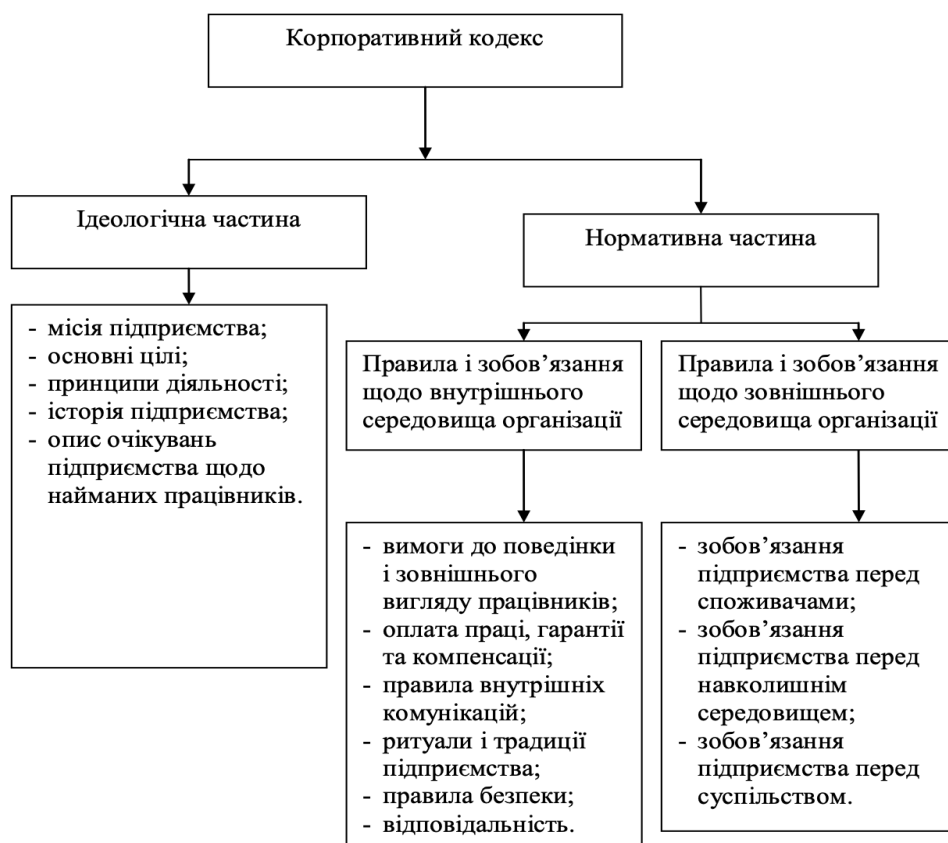 Корпоративний кодекс
Ідеологічна частина
Нормативна частина
- місія підприємства;
- основні цілі;
- принципи діяльності;
- історія підприємства;
- опис очікувань
підприємства щодо
найманих працівників.
Правила і зобов’язання
щодо внутрішнього
середовища організації
Правила і зобов’язання
щодо зовнішнього
середовища організації
- вимоги до поведінки
і зовнішнього
вигляду працівників;
- оплата праці, гарантії
та компенсації;
- правила внутрішніх
комунікацій;
- ритуали і традиції
підприємства;
- правила безпеки;
- відповідальність.
- зобов’язання
підприємства перед
споживачами;
- зобов’язання
підприємства перед
навколишнім
середовищем;
- зобов’язання
підприємства перед
суспільством.